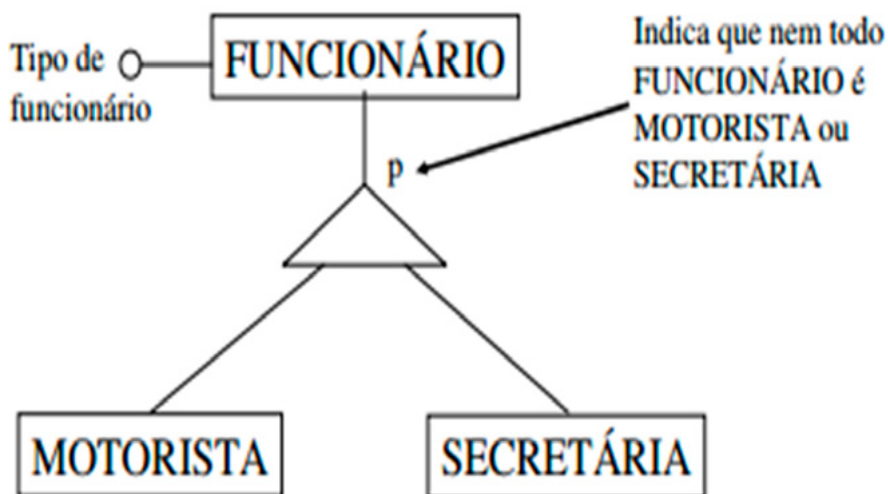 Tipo de
funcionário
FUNCIONÁRIO
Indica que nem todo
FUNCIONÁRIO é
MOTORISTA ou
SECRETÁRIA
p
MOTORISTA
SECRETÁRIA